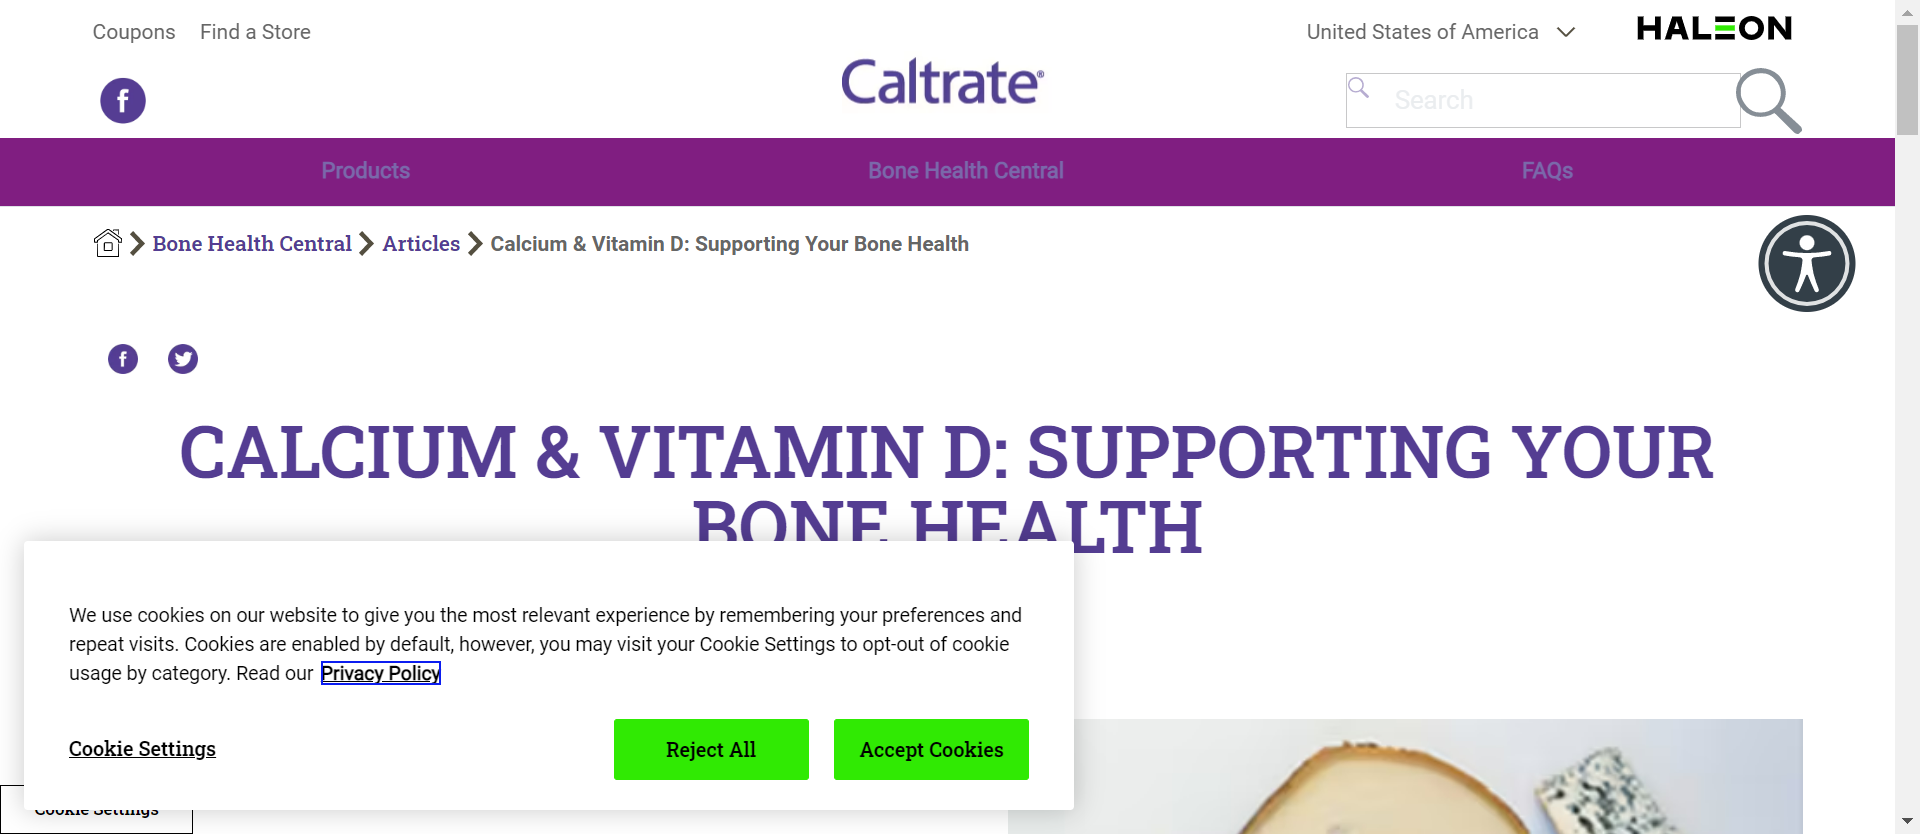 Coupons Find a Store
United States of America
HALEON
Caltrate®
Search
Products Bone Health Central FAQs
Bone Health Central Articles Calcium & Vitamin D: Supporting Your Bone Health
CALCIUM & VITAMIN D: SUPPORTING YOUR
BONE HEALTH
We use cookies on our website to give you the most relevant experience by remembering your preferences and
repeat visits. Cookies are enabled by default, however, you may visit your Cookie Settings to opt-out of cookie
usage by category. Read our Privacy Policy
Cookie Settings Reject All Accept Cookies
Cookie Settings